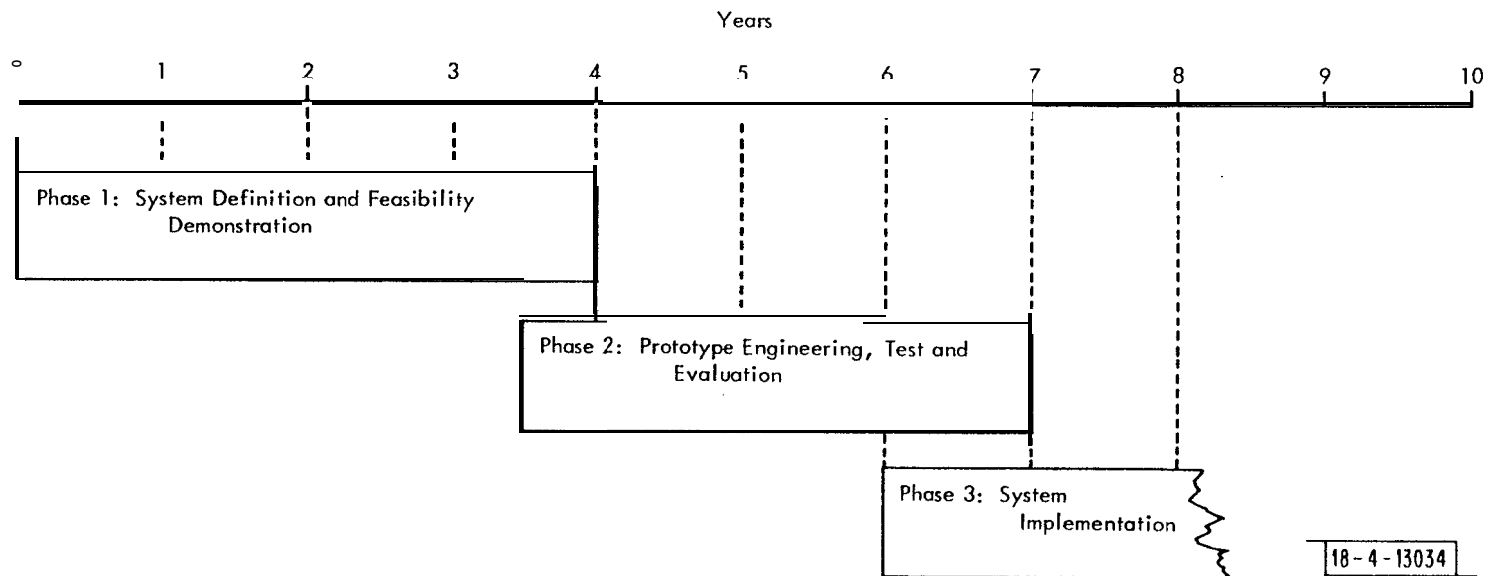 Years
0 1 2 3 4 5 6 7 8 9 10
Phase 1: System Definition and Feasibility
Demonstration
Phase 2: Prototype Engineering, Test and
Evaluation
Phase 3: System
Implementation
18-4-13034